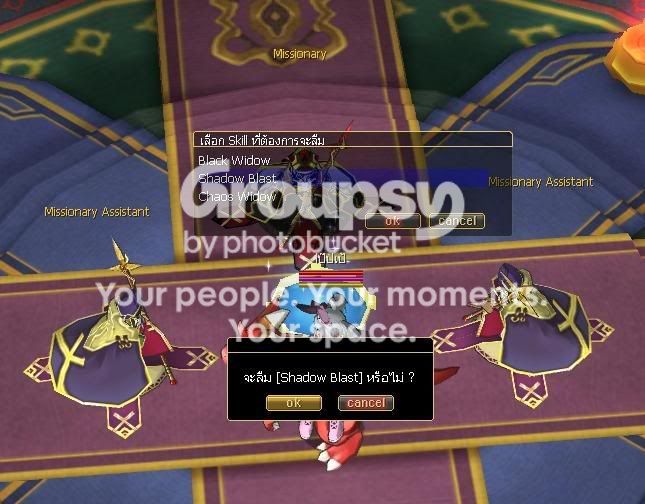 Missionary
เลือก Skill ที่ต้องการจะลืม
Black Widow
Shadow Blast
Missionary Assistant
Chaos Widow
Missionary Assistant
ok
cancel
Groupsy
by photobucket
Your people. Your moments.
Your space.
จะลืม [Shadow Blast] หรือไม่ ?
ok
cancel